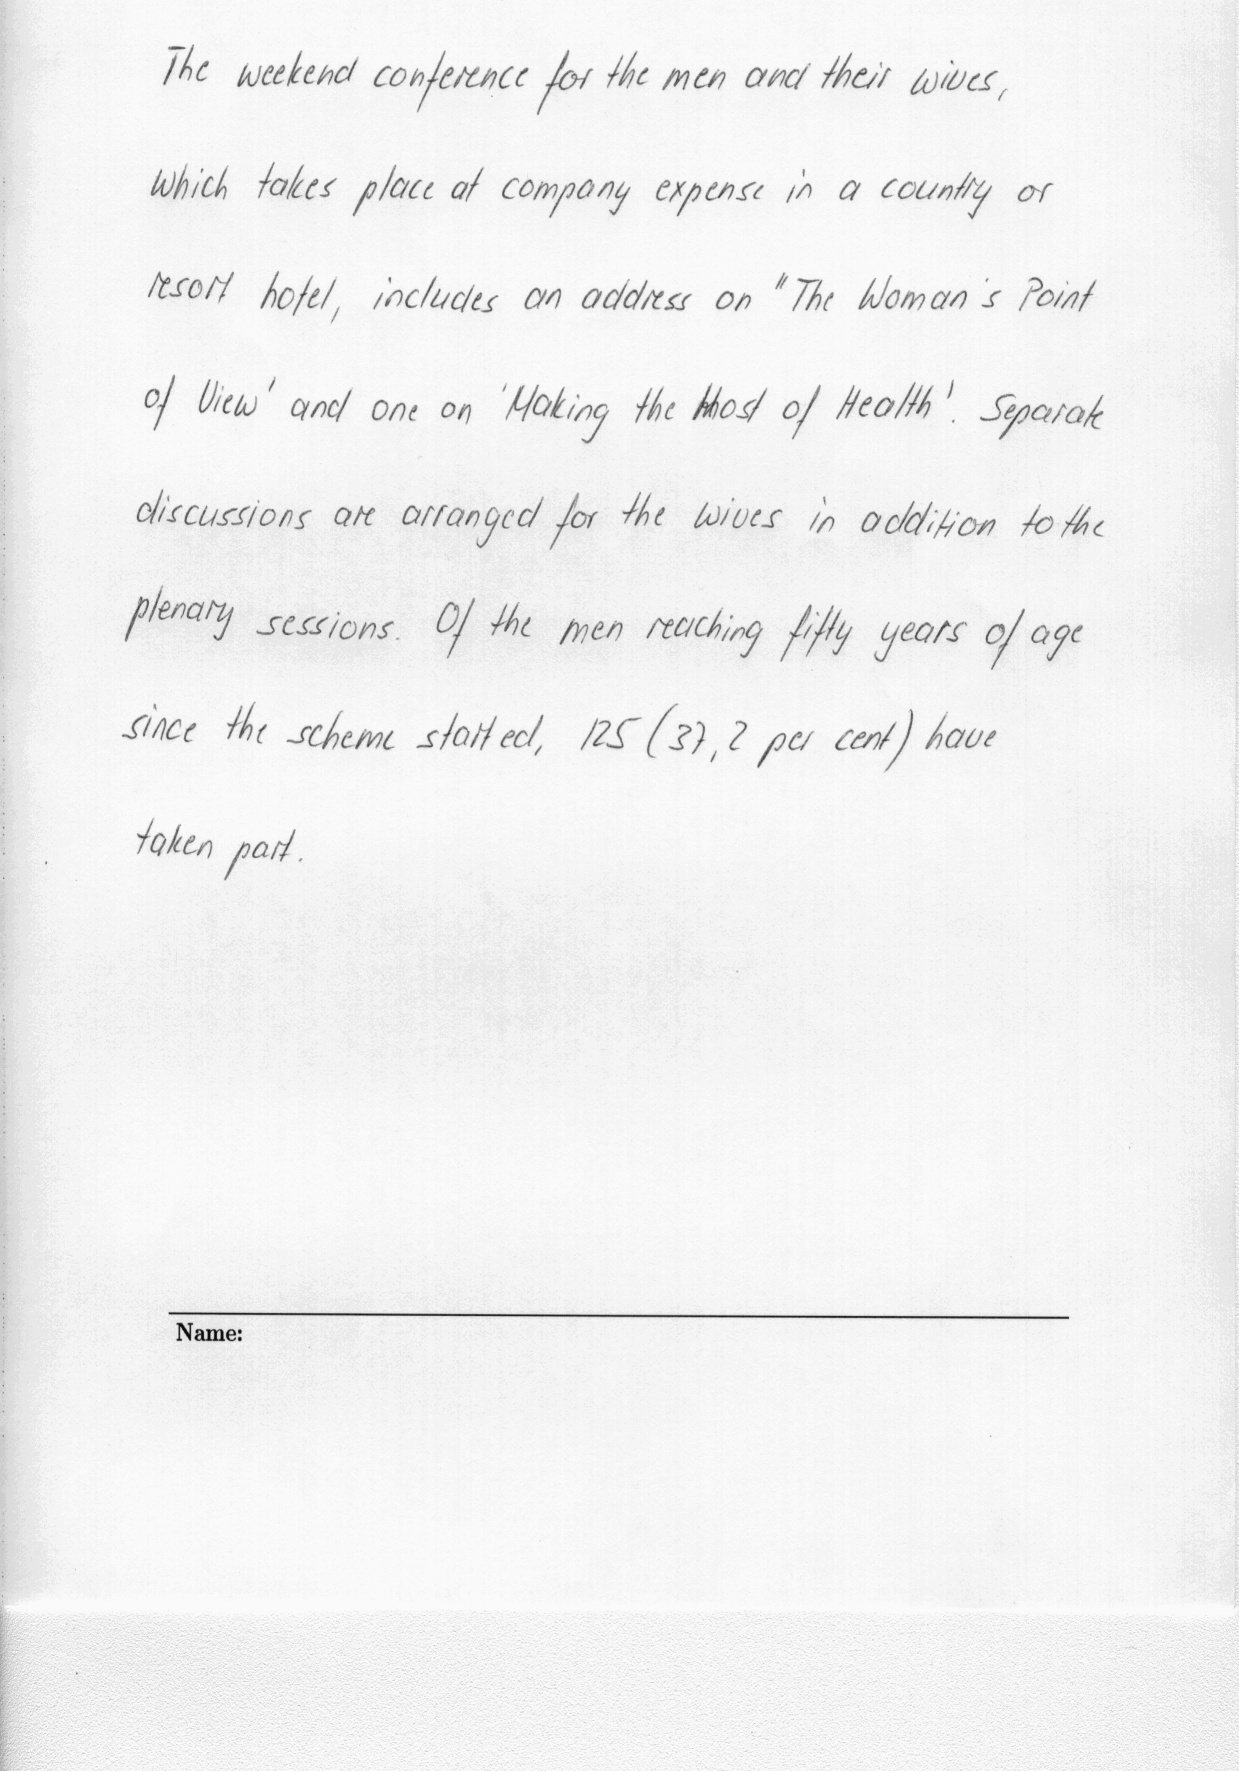 The weekend conference for the men and their wives,
which takes place at company expense in a country or
resort hotel, includes an address on "The Woman's Point
of View' and one on 'Making the Most of Health'. Separate
discussions are arranged for the wives in addition to the
plenary sessions. Of the men reaching fifty years of age
since the scheme started, 125 (37,2 per cent) have
taken part.
Name: